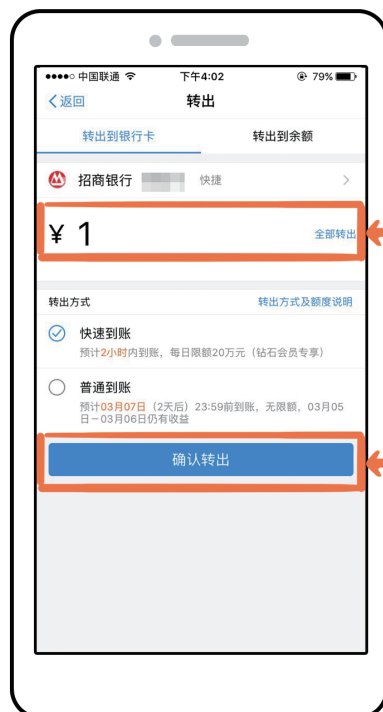 中国联通 下午4:02 79%
返回 转出
转出到银行卡 转出到余额
招商银行 快捷
¥ 1 全部转出
转出方式 转出方式及额度说明
快速到账
预计2小时内到账，每日限额20万元（钻石会员专享）
普通到账
预计03月07日（2天后）23:59前到账，无限额，03月05
日－03月06日仍有收益
确认转出